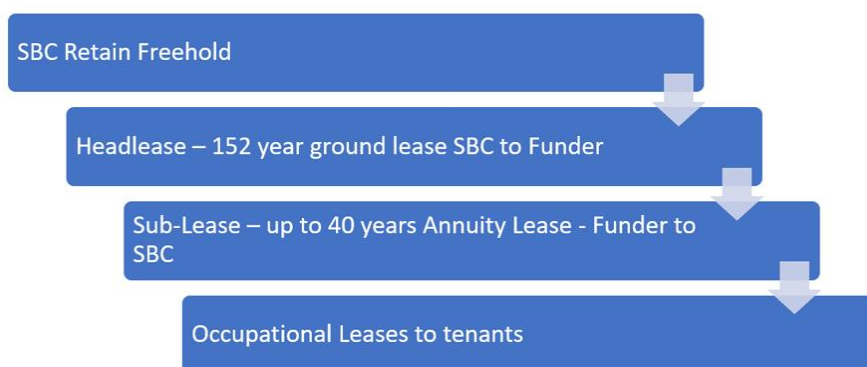 SBC Retain Freehold
Headlease – 152 year ground lease SBC to Funder
Sub-Lease – up to 40 years Annuity Lease - Funder to
SBC
Occupational Leases to tenants